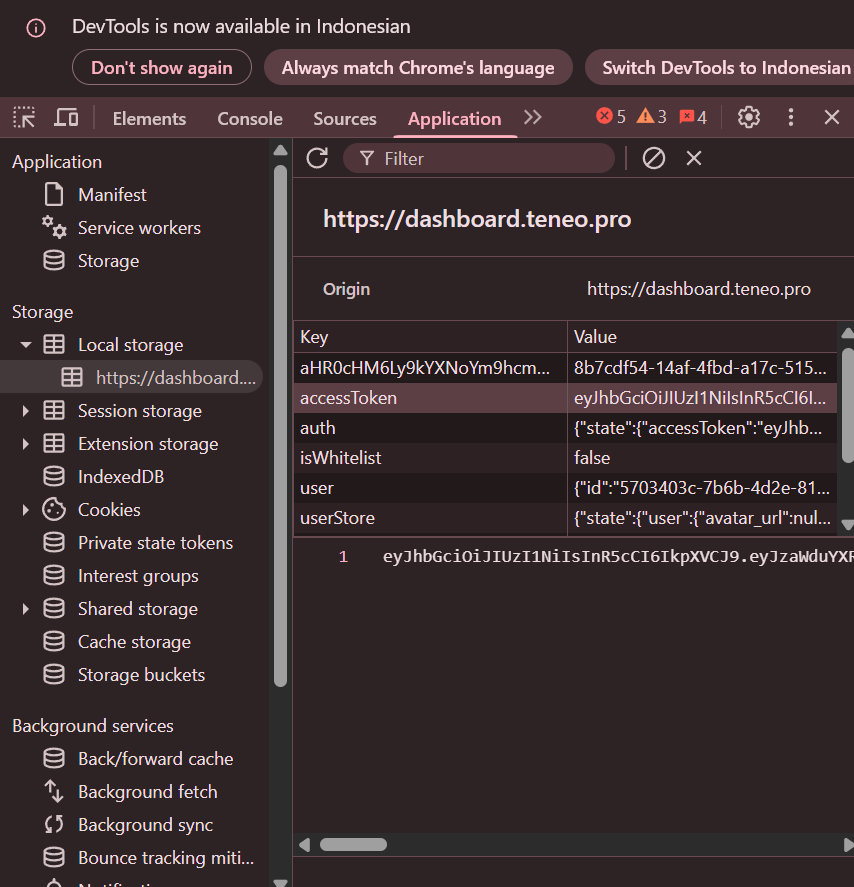 DevTools is now available in Indonesian
Don't show again
Always match Chrome's language
Switch DevTools to Indonesian
Elements Console Sources Application 5 3 4
Application
Manifest
Service workers
Storage
Storage
Local storage
https://dashboard....
Session storage
Extension storage
IndexedDB
Cookies
Private state tokens
Interest groups
Shared storage
Cache storage
Storage buckets
Background services
Back/forward cache
Background fetch
Background sync
Bounce tracking miti...
Filter
https://dashboard.teneo.pro
Origin https://dashboard.teneo.pro
Key Value
aHR0cHM6Ly9kYXNoYm9hcm... 8b7cdf54-14af-4fbd-a17c-515...
accessToken eyJhbGciOiJIUzI1NiIsInR5cCI6I...
auth {"state":{"accessToken":"eyJhb...
isWhitelist false
user {"id":"5703403c-7b6b-4d2e-81...
userStore {"state":{"user":{"avatar_url":nul...
1 eyJhbGciOiJIUzI1NiIsInR5cCI6IkpXVCJ9.eyJzaWduYXR